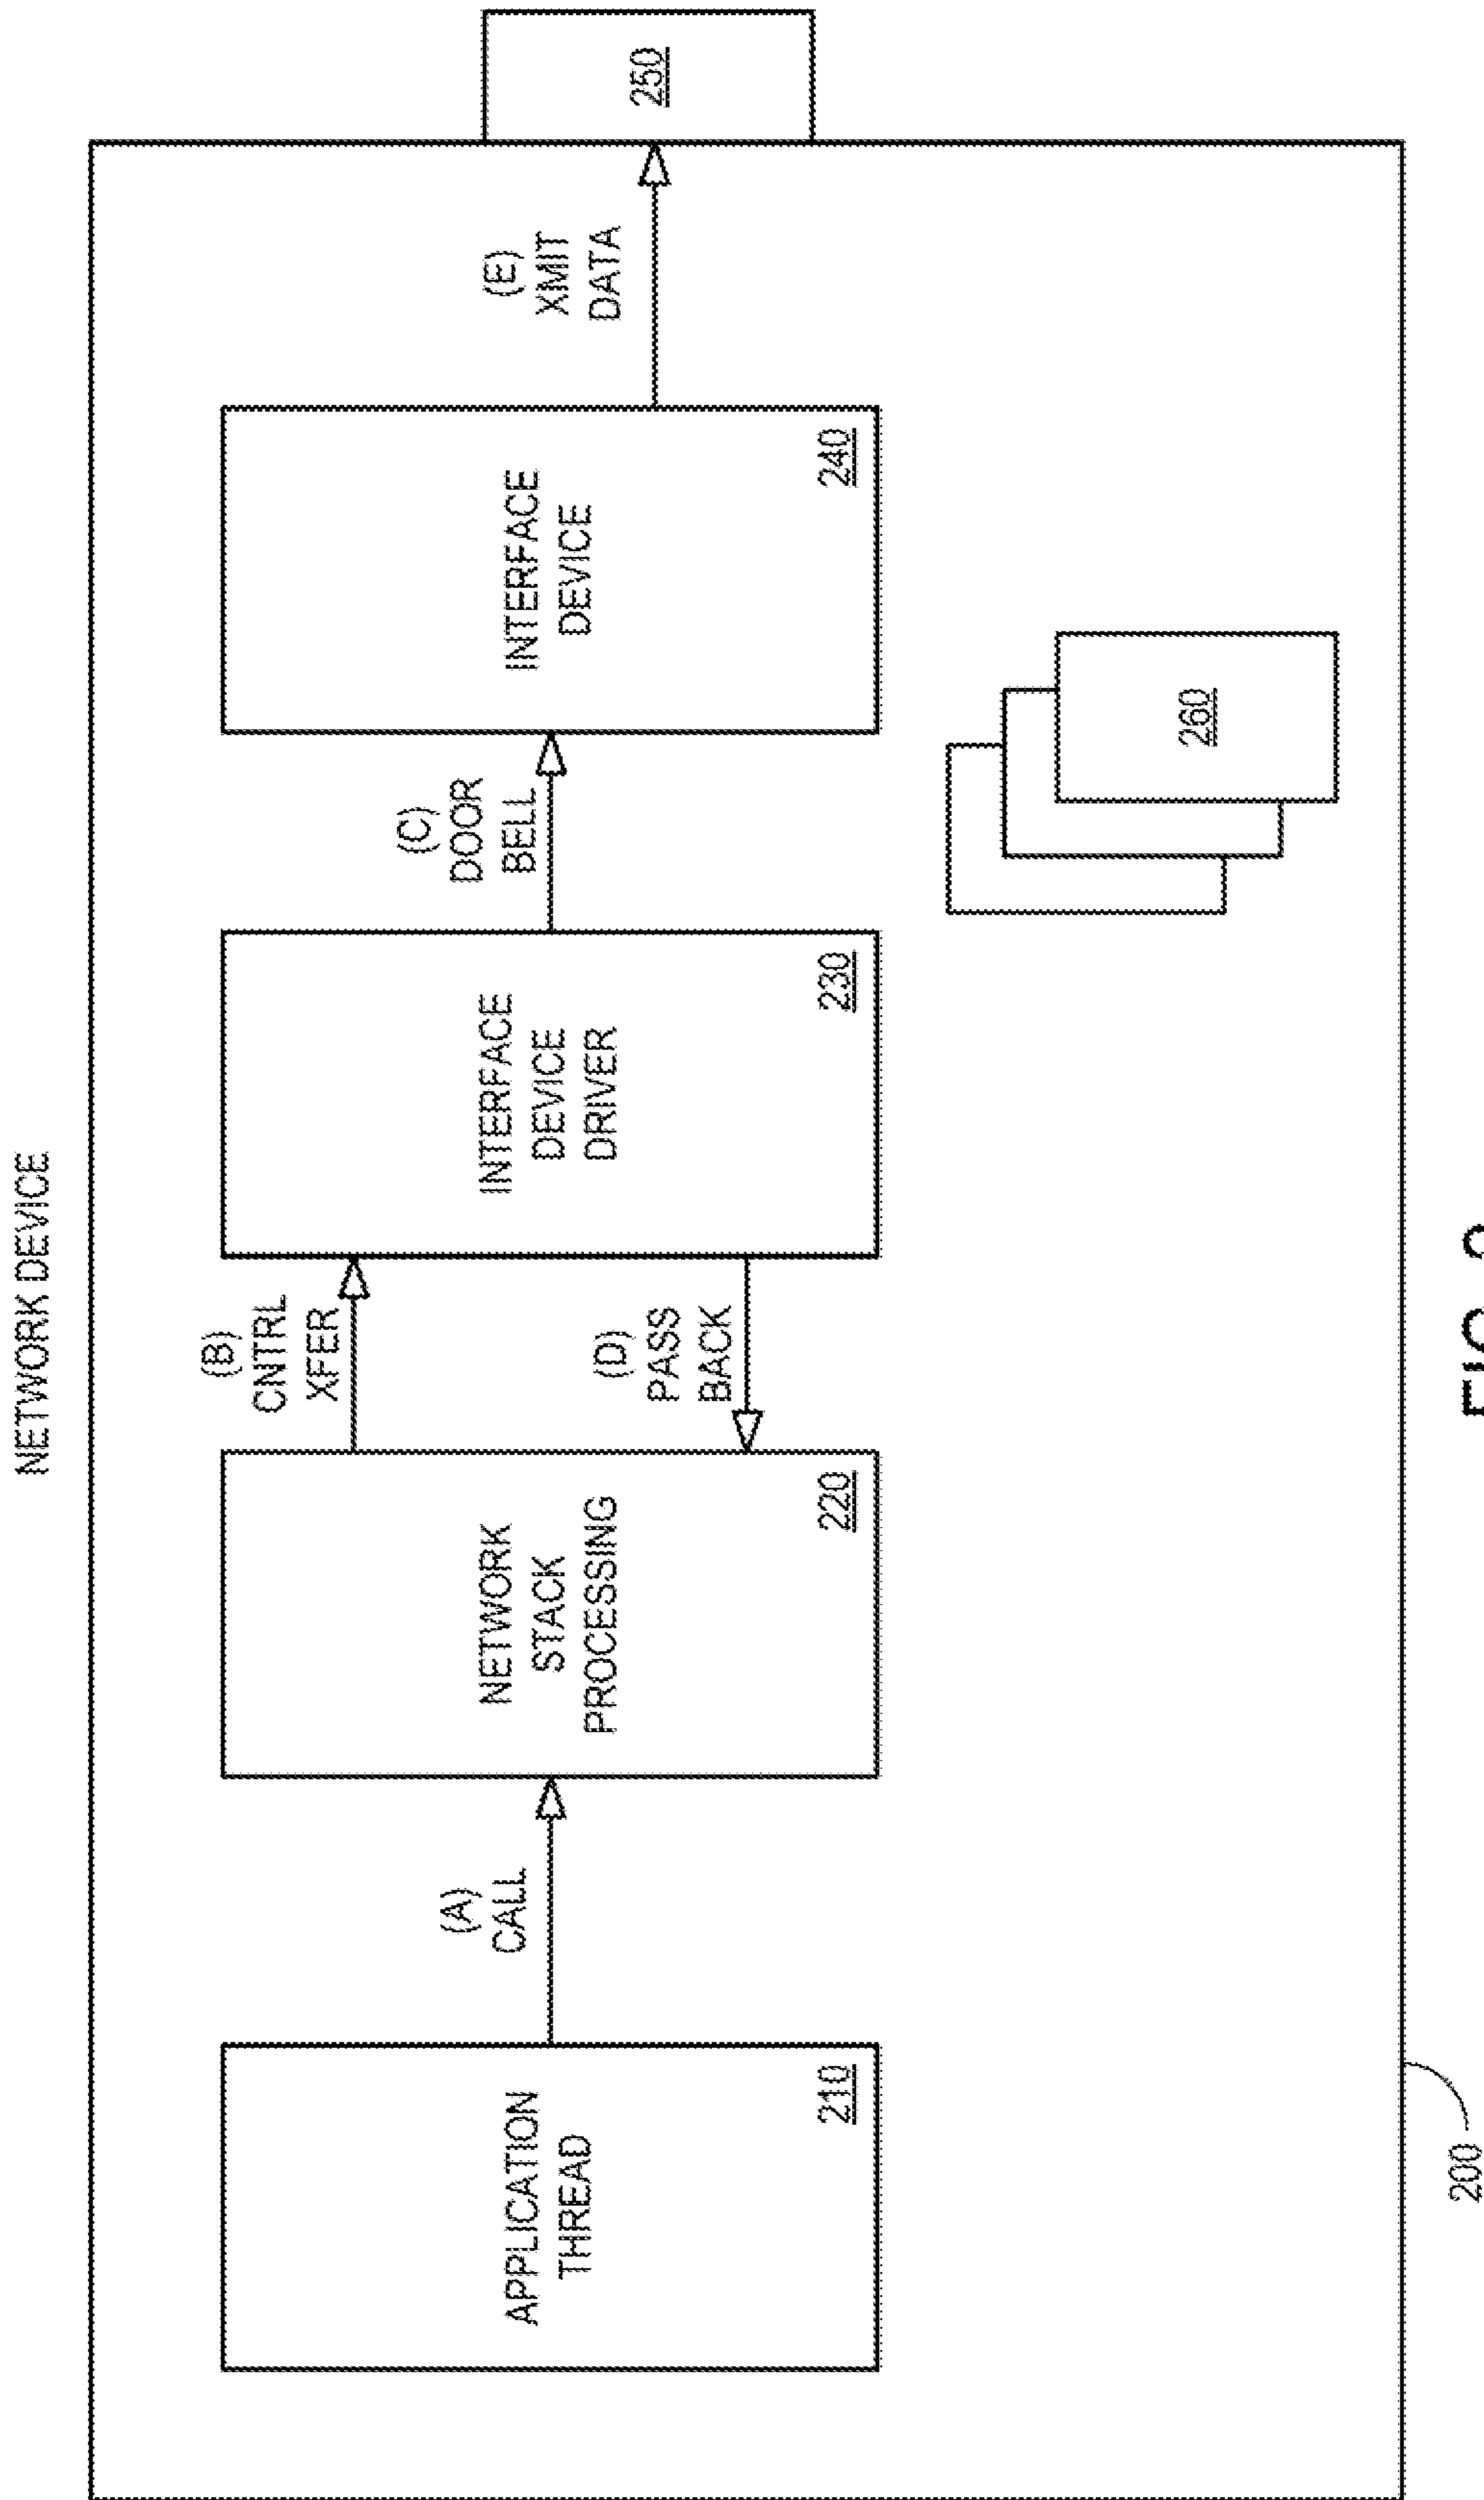 NETWORK DEVICE
APPLICATION
THREAD
210
(A)
CALL
NETWORK
STACK
PROCESSING
220
(B)
CNTRL
XFER
(D)
PASS
BACK
INTERFACE
DEVICE
DRIVER
230
(C)
DOOR
BELL
INTERFACE
DEVICE
240
(E)
XMIT
DATA
250
260
200